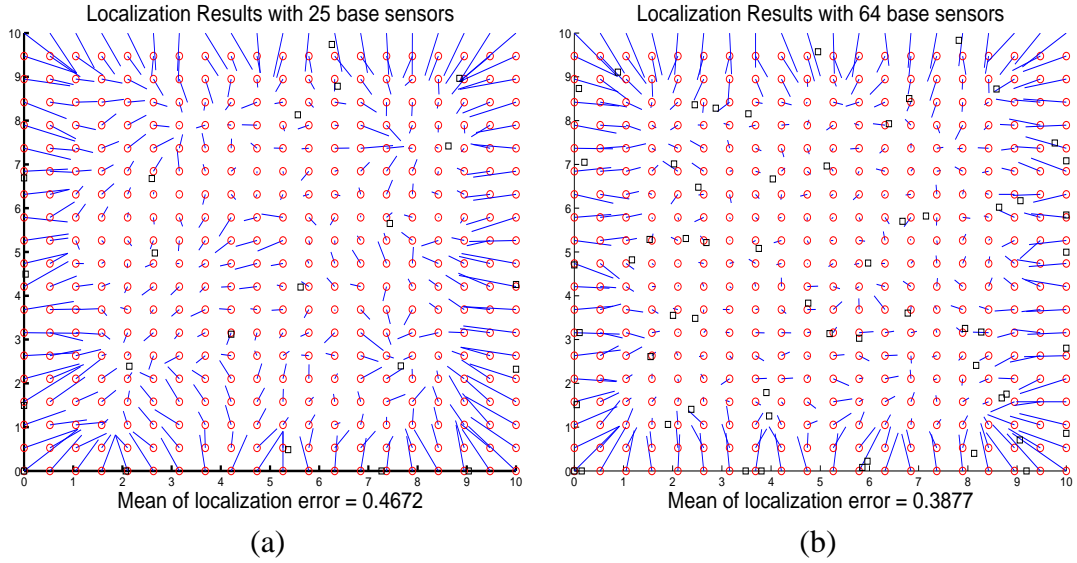 Localization Results with 25 base sensors
10
9
8
7
6
5
4
3
2
1
0
0 1 2 3 4 5 6 7 8 9 10
Mean of localization error = 0.4672
(a)
Localization Results with 64 base sensors
10
9
8
7
6
5
4
3
2
1
0
0 1 2 3 4 5 6 7 8 9 10
Mean of localization error = 0.3877
(b)